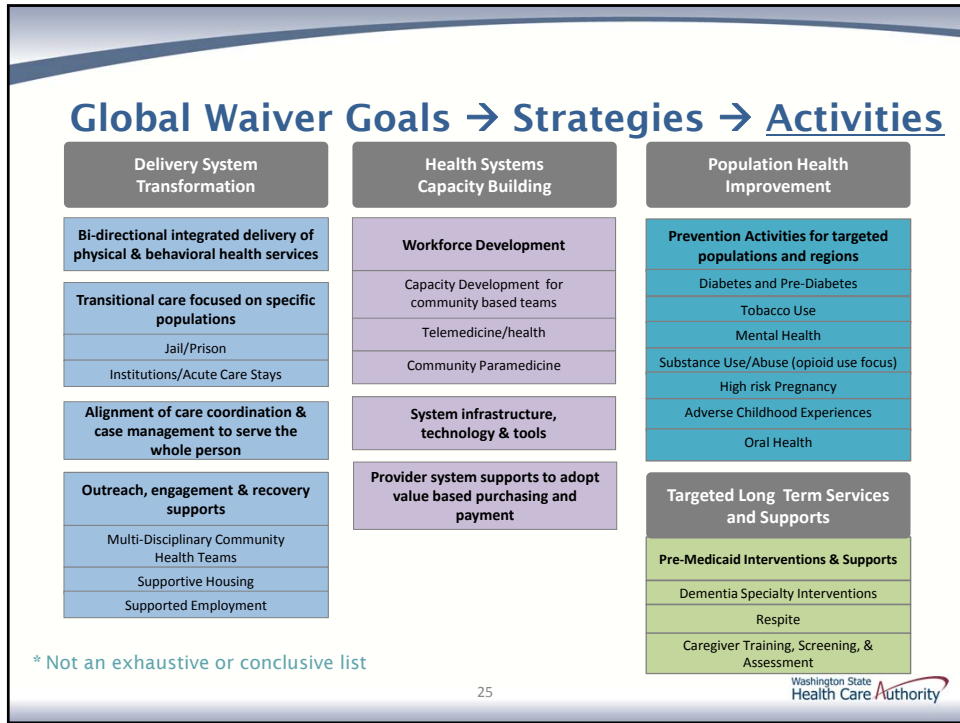 Global Waiver Goals → Strategies → Activities
Delivery System
Transformation
Bi-directional integrated delivery of
physical & behavioral health services
Transitional care focused on specific
populations
Jail/Prison
Institutions/Acute Care Stays
Alignment of care coordination &
case management to serve the
whole person
Outreach, engagement & recovery
supports
Multi-Disciplinary Community
Health Teams
Supportive Housing
Supported Employment
Health Systems
Capacity Building
Workforce Development
Capacity Development for
community based teams
Telemedicine/health
Community Paramedicine
System infrastructure,
technology & tools
Provider system supports to adopt
value based purchasing and
payment
Population Health
Improvement
Prevention Activities for targeted
populations and regions
Diabetes and Pre-Diabetes
Tobacco Use
Mental Health
Substance Use/Abuse (opioid use focus)
High risk Pregnancy
Adverse Childhood Experiences
Oral Health
Targeted Long Term Services
and Supports
Pre-Medicaid Interventions & Supports
Dementia Specialty Interventions
Respite
Caregiver Training, Screening, &
Assessment
* Not an exhaustive or conclusive list
25
Washington State
Health Care Authority